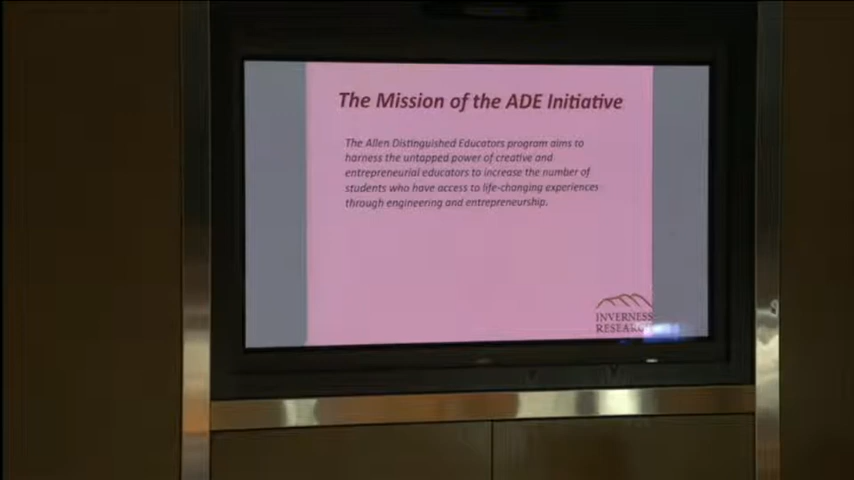 The Mission of the ADE Initiative
The Allen Distinguished Educators program aims to
harness the untapped power of creative and
entrepreneurial educators to increase the number of
students who have access to life-changing experiences
through engineering and entrepreneurship.
INVERNESS
RESEARCH